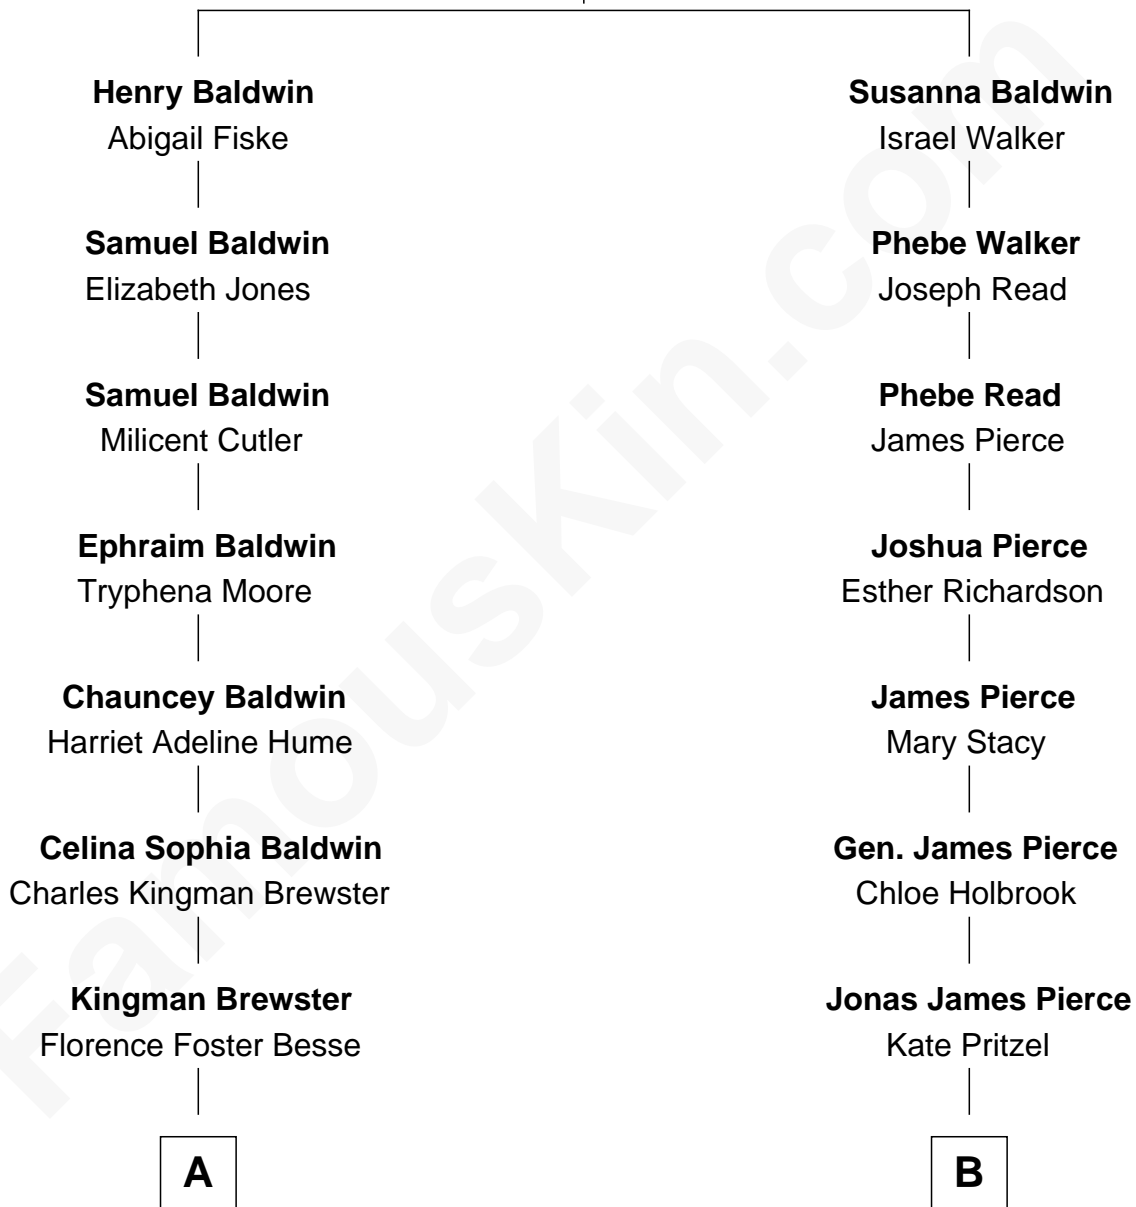 Henry Baldwin
Abigail Fiske
Samuel Baldwin
Elizabeth Jones
Samuel Baldwin
Milicent Cutler
Ephraim Baldwin
Tryphena Moore
Chauncey Baldwin
Harriet Adeline Hume
Celina Sophia Baldwin
Charles Kingman Brewster
Kingman Brewster
Florence Foster Besse
A
Susanna Baldwin
Israel Walker
Phebe Walker
Joseph Read
Phebe Read
James Pierce
Joshua Pierce
Esther Richardson
James Pierce
Mary Stacy
Gen. James Pierce
Chloe Holbrook
Jonas James Pierce
Kate Pritzel
B
FamousKin.com